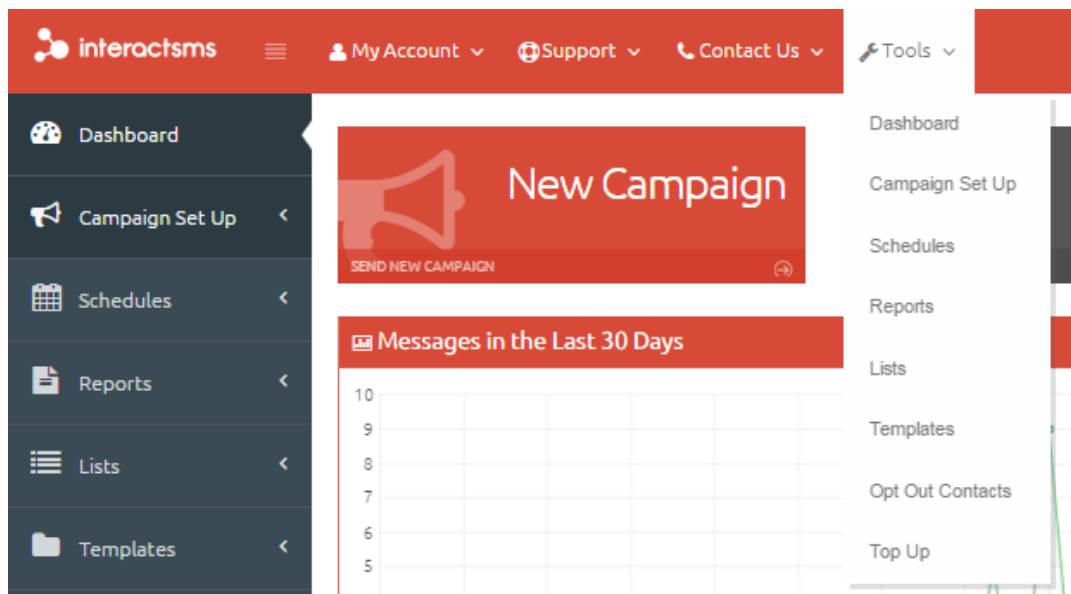 interactsms
My Account
Support
Contact Us
Tools
Dashboard
Campaign Set Up
Schedules
Reports
Lists
Templates
New Campaign
SEND NEW CAMPAIGN
Messages in the Last 30 Days
10
9
8
7
6
5
Dashboard
Campaign Set Up
Schedules
Reports
Lists
Templates
Opt Out Contacts
Top Up